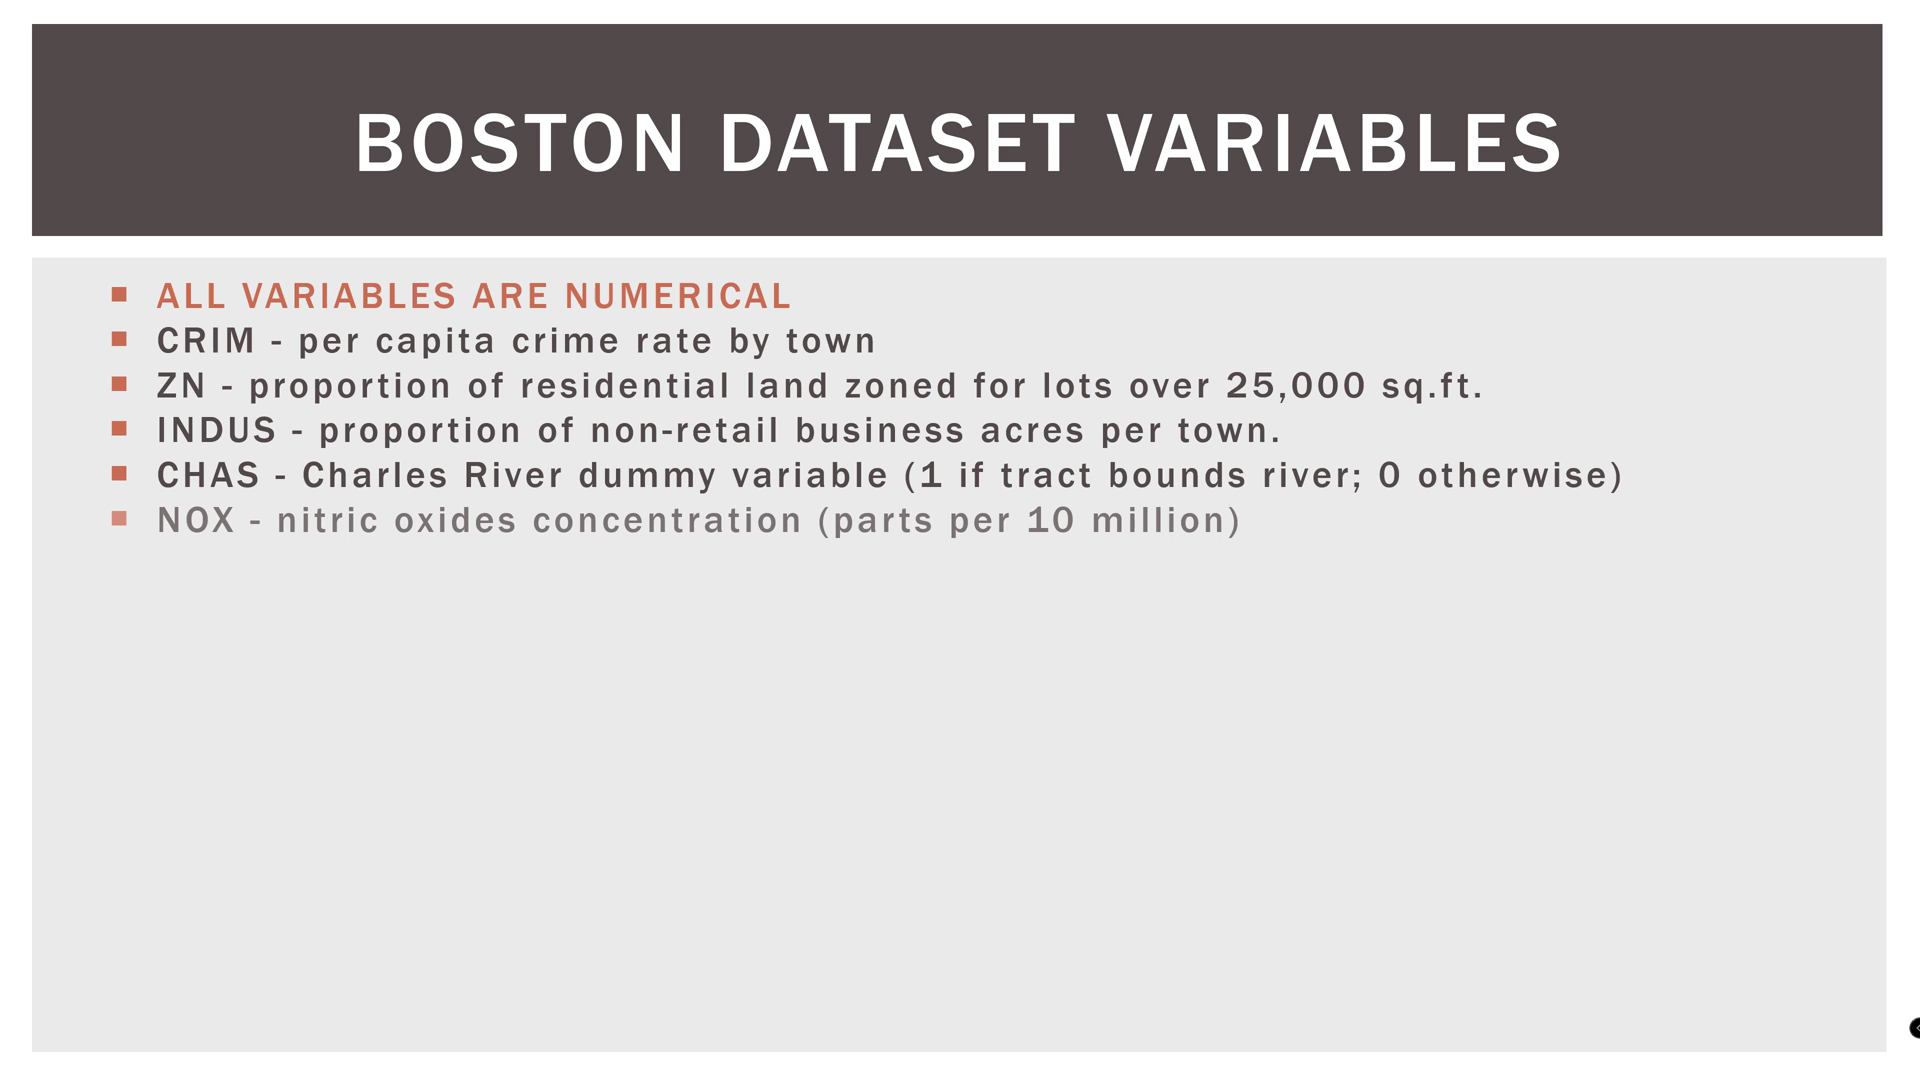 BOSTON DATASET VARIABLES
ALL VARIABLES ARE NUMERICAL
CRIM - per capita crime rate by town
ZN - proportion of residential land zoned for lots over 25,000 sq.ft.
INDUS - proportion of non-retail business acres per town.
CHAS - Charles River dummy variable (1 if tract bounds river; 0 otherwise)
NOX - nitric oxides concentration (parts per 10 million)